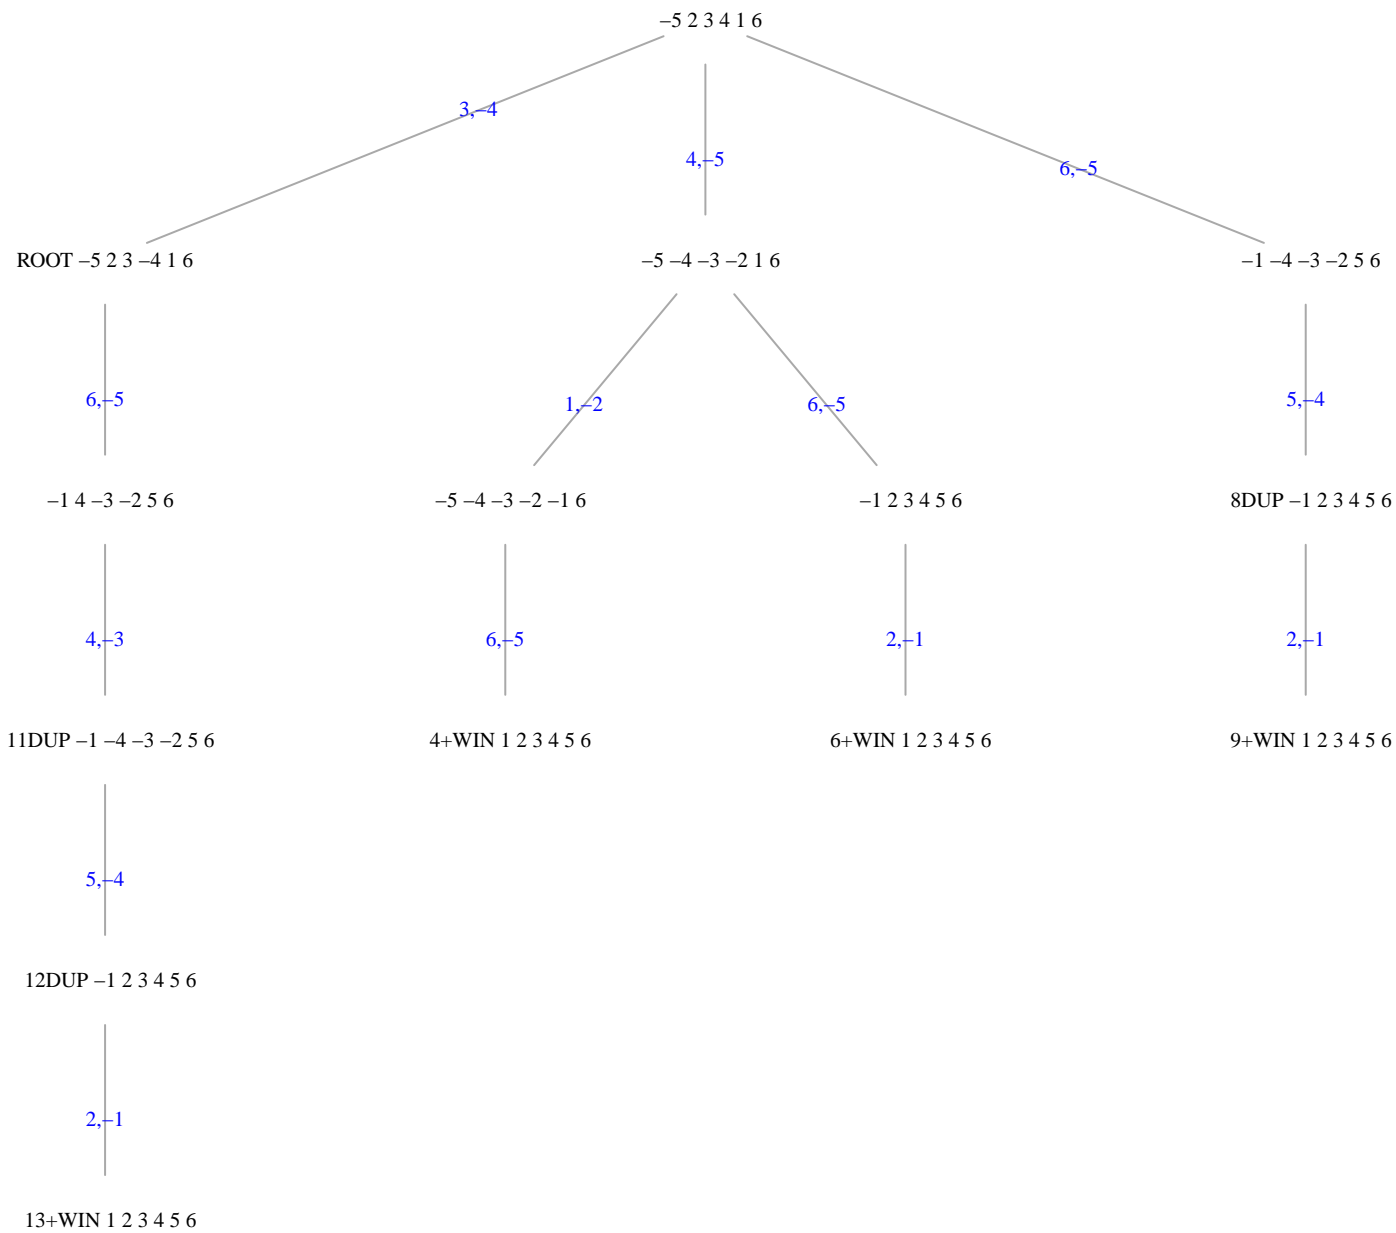 –5 2 3 4 1 6
3,–4
4,–5
6,–5
ROOT –5 2 3 –4 1 6
–5 –4 –3 –2 1 6
–1 –4 –3 –2 5 6
6,–5
1,–2
6,–5
5,–4
–1 4 –3 –2 5 6
–5 –4 –3 –2 –1 6
–1 2 3 4 5 6
8DUP –1 2 3 4 5 6
4,–3
6,–5
2,–1
2,–1
11DUP –1 –4 –3 –2 5 6
4+WIN 1 2 3 4 5 6
6+WIN 1 2 3 4 5 6
9+WIN 1 2 3 4 5 6
5,–4
12DUP –1 2 3 4 5 6
2,–1
13+WIN 1 2 3 4 5 6